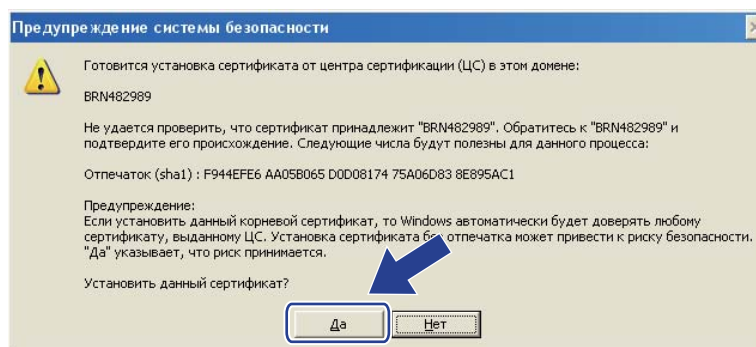 Предупреждение системы безопасности
Готовится установка сертификата от центра сертификации (ЦС) в этом домене:
BRN482989
Не удается проверить, что сертификат принадлежит "BRN482989". Обратитесь к "BRN482989" и
подтвердите его происхождение. Следующие числа будут полезны для данного процесса:
Отпечаток (sha1) : F944EFE6 AA05B065 D0D08174 75A06D83 8E895AC1
Предупреждение:
Если установить данный корневой сертификат, то Windows автоматически будет доверять любому
сертификату, выданному ЦС. Установка сертификата без отпечатка может привести к риску безопасности.
"Да" указывает, что риск принимается.
Установить данный сертификат?
Да
Нет